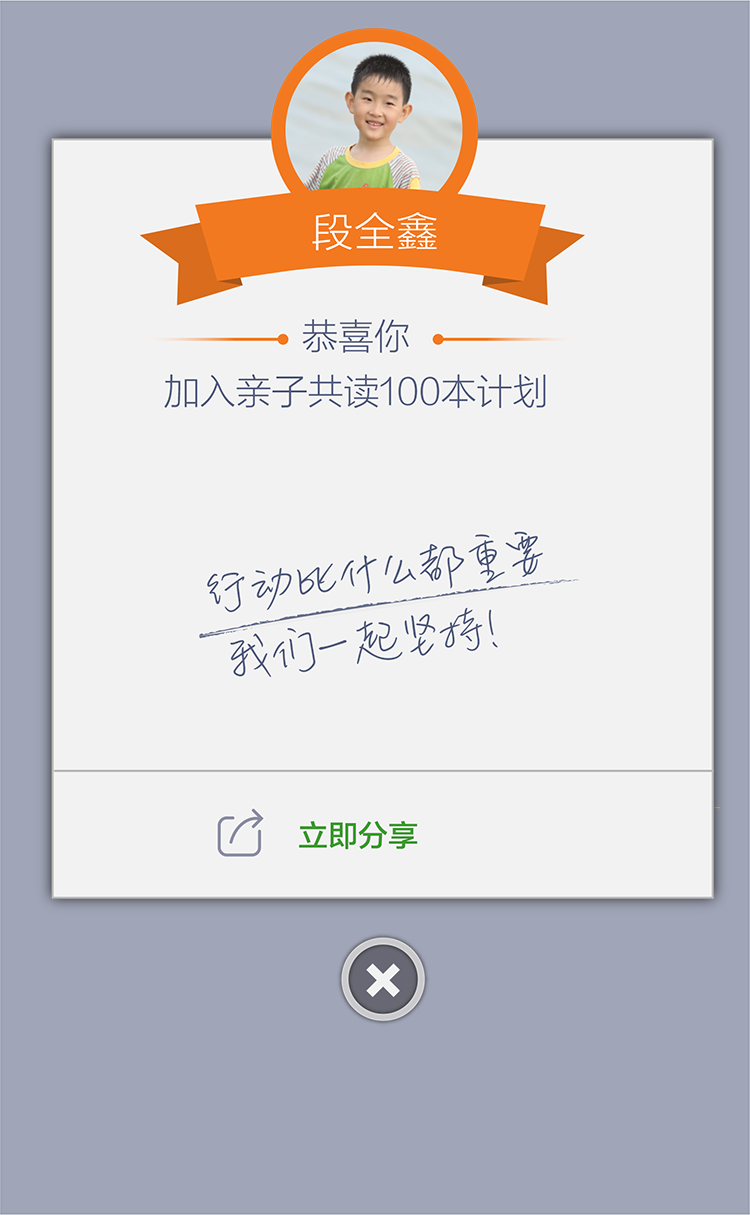 段全鑫
恭喜你
加入亲子共读100本计划
行动比什么都重要
我们一起坚持!
立即分享